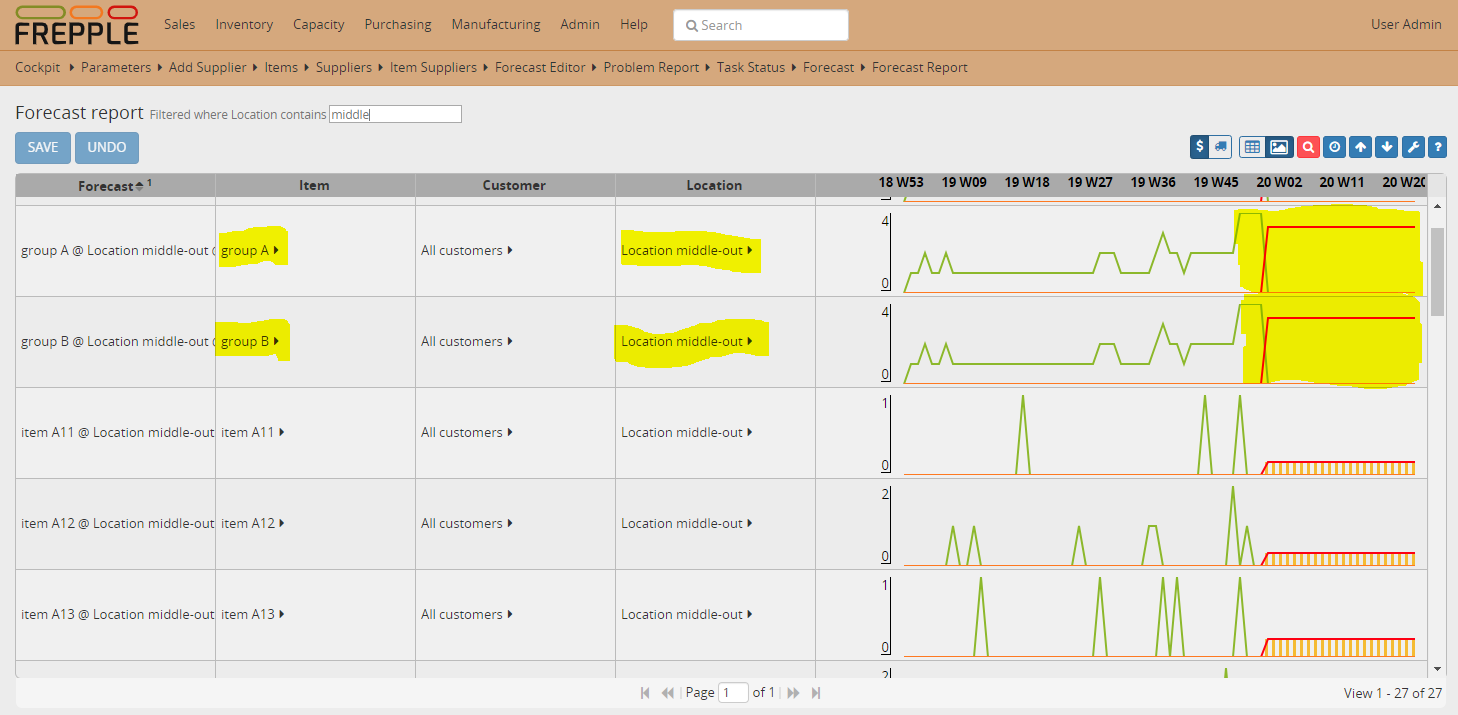 FREPPLE Sales Inventory Capacity Purchasing Manufacturing Admin Help Search User Admin
Cockpit Parameters Add Supplier Items Suppliers Item Suppliers Forecast Editor Problem Report Task Status Forecast Forecast Report
Forecast report Filtered where Location contains middle
SAVE UNDO $ ?
Forecast 1 Item Customer Location 18 W53 19 W09 19 W18 19 W27 19 W36 19 W45 20 W02 20 W11 20 W20
4
group A @ Location middle-out ( group A All customers Location middle-out
0
4
group B @ Location middle-out ( group B All customers Location middle-out
0
1
item A11 @ Location middle-out item A11 All customers Location middle-out
0
2
item A12 @ Location middle-out item A12 All customers Location middle-out
0
1
item A13 @ Location middle-out item A13 All customers Location middle-out
0
2
Page 1 of 1 View 1 - 27 of 27